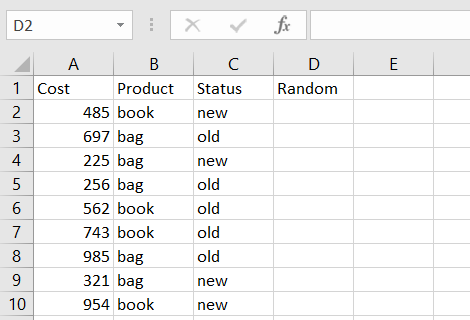 D2 fx
A B C D E
1 Cost Product Status Random
2 485 book new
3 697 bag old
4 225 bag new
5 256 bag old
6 562 book old
7 743 book old
8 985 bag old
9 321 bag new
10 954 book new